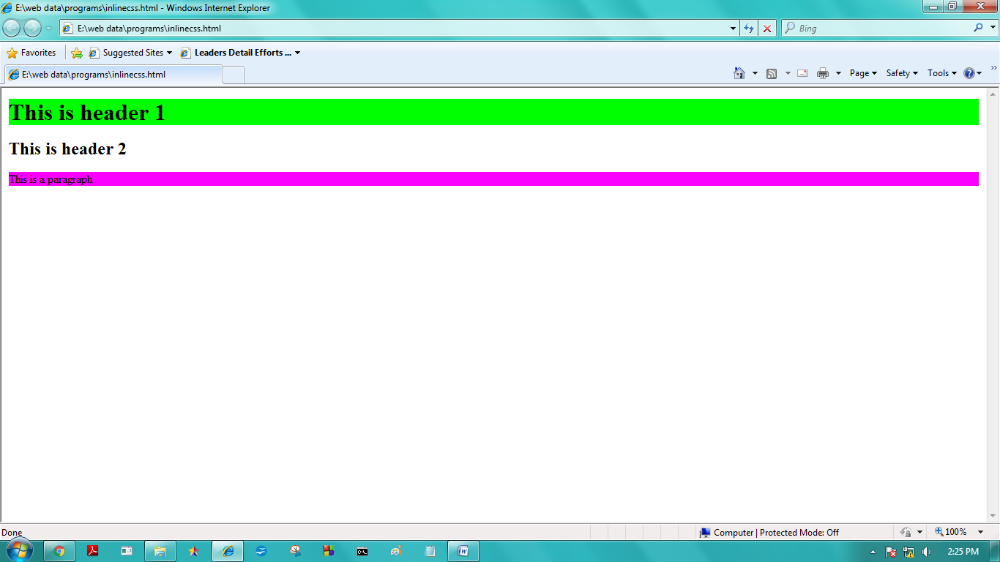 E:\web data\programs\inlinecss.html - Windows Internet Explorer
E:\web data\programs\inlinecss.html
Bing
Favorites
Suggested Sites
Leaders Detail Efforts ...
E:\web data\programs\inlinecss.html
Page
Safety
Tools
This is header 1
This is header 2
This is a paragraph
Done
Computer | Protected Mode: Off
100%
2:25 PM